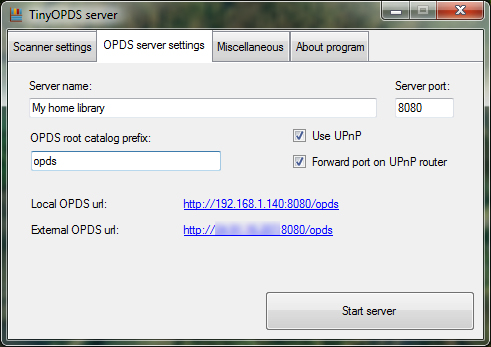 TinyOPDS server
Scanner settings OPDS server settings Miscellaneous About program
Server name: Server port:
My home library 8080
OPDS root catalog prefix: Use UPnP
opds Forward port on UPnP router
Local OPDS url: http://192.168.1.140:8080/opds
External OPDS url: http:// 8080/opds
Start server